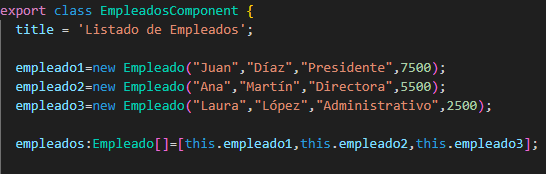 export class EmpleadosComponent {
title = 'Listado de Empleados';
empleado1=new Empleado("Juan","Díaz","Presidente",7500);
empleado2=new Empleado("Ana","Martín","Directora",5500);
empleado3=new Empleado("Laura","López","Administrativo",2500);
empleados:Empleado[]=[this.empleado1,this.empleado2,this.empleado3];